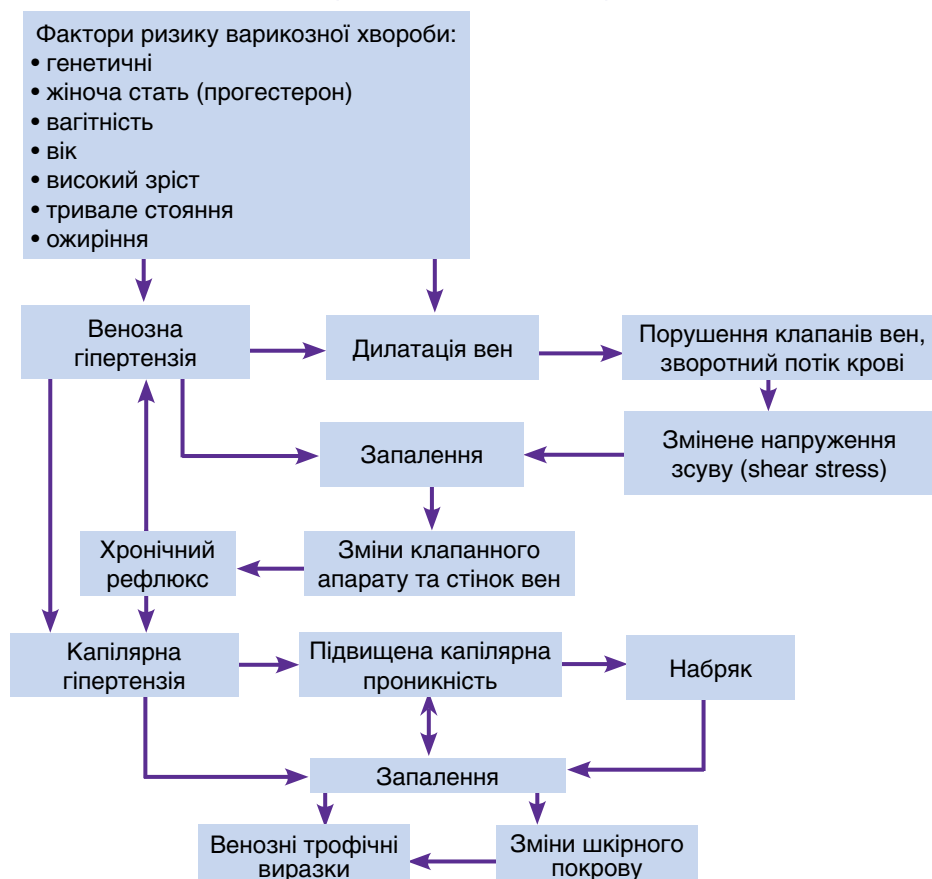 Фактори ризику варикозної хвороби:
• генетичні
• жіноча стать (прогестерон)
• вагітність
• вік
• високий зріст
• тривале стояння
• ожиріння
Венозна
гіпертензія
Дилатація вен
Порушення клапанів вен,
зворотний потік крові
Запалення
Змінене напруження
зсуву (shear stress)
Хронічний
рефлюкс
Зміни клапанного
апарату та стінок вен
Капілярна
гіпертензія
Підвищена капілярна
проникність
Набряк
Запалення
Венозні трофічні
виразки
Зміни шкірного
покрову